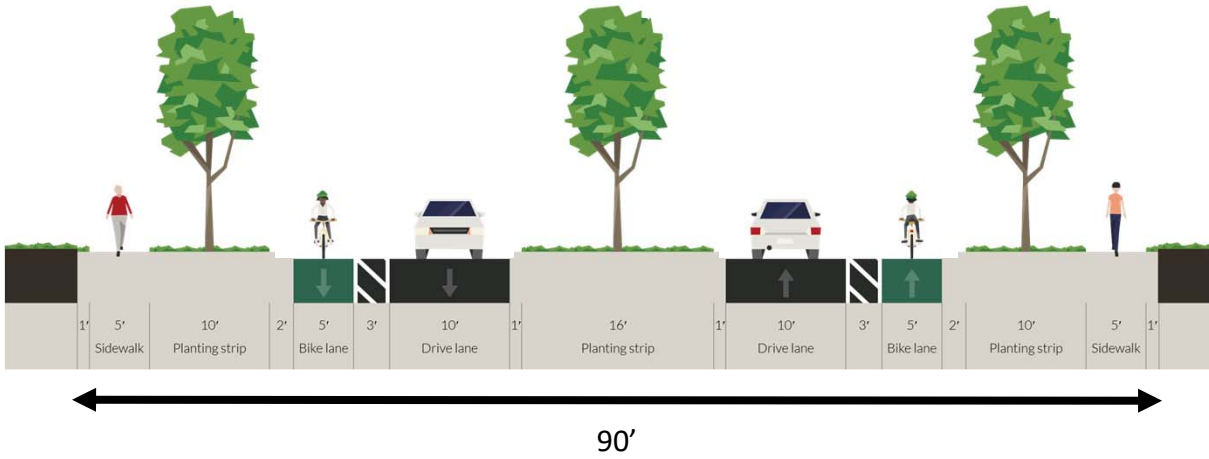 1′ 5′ 10′ 2′ 5′ 3′ 10′ 1′ 16′ 1′ 10′ 3′ 5′ 2′ 10′ 5′ 1′
Sidewalk Planting strip Bike lane Drive lane Planting strip Drive lane Bike lane Planting strip Sidewalk
90’